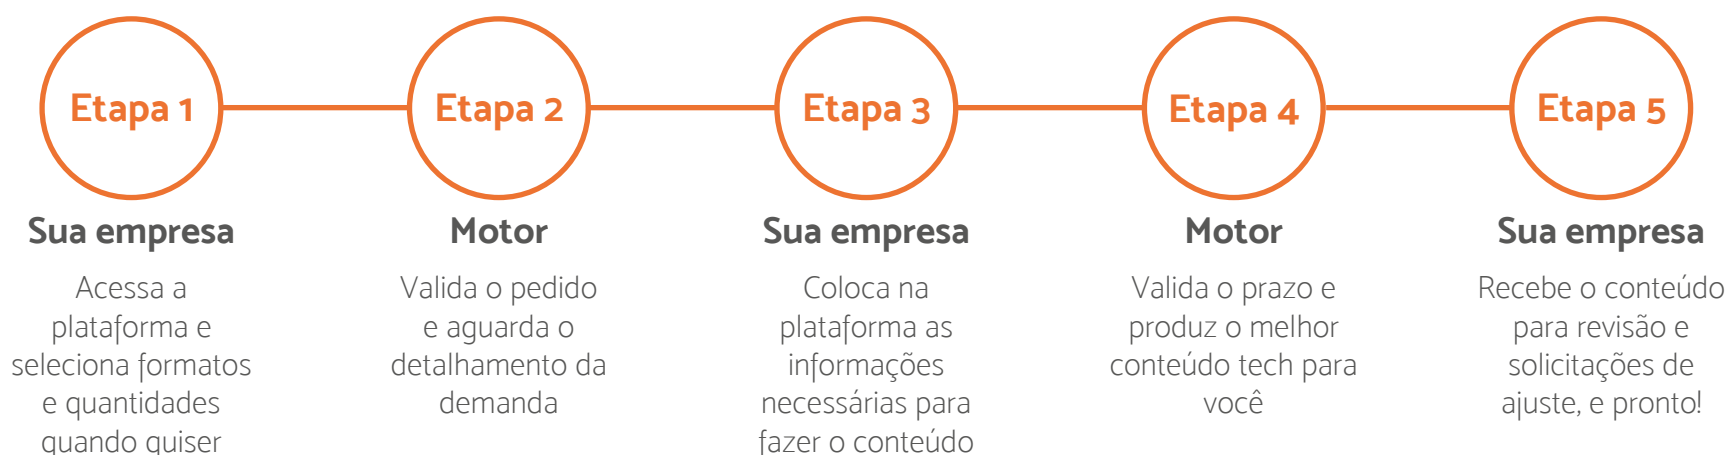 Etapa 1
Etapa 2
Etapa 3
Etapa 4
Etapa 5
Sua empresa
Acessa a
plataforma e
seleciona formatos
e quantidades
quando quiser
Motor
Valida o pedido
e aguarda o
detalhamento da
demanda
Sua empresa
Coloca na
plataforma as
informações
necessárias para
fazer o conteúdo
Motor
Valida o prazo e
produz o melhor
conteúdo tech para
você
Sua empresa
Recebe o conteúdo
para revisão e
solicitações de
ajuste, e pronto!